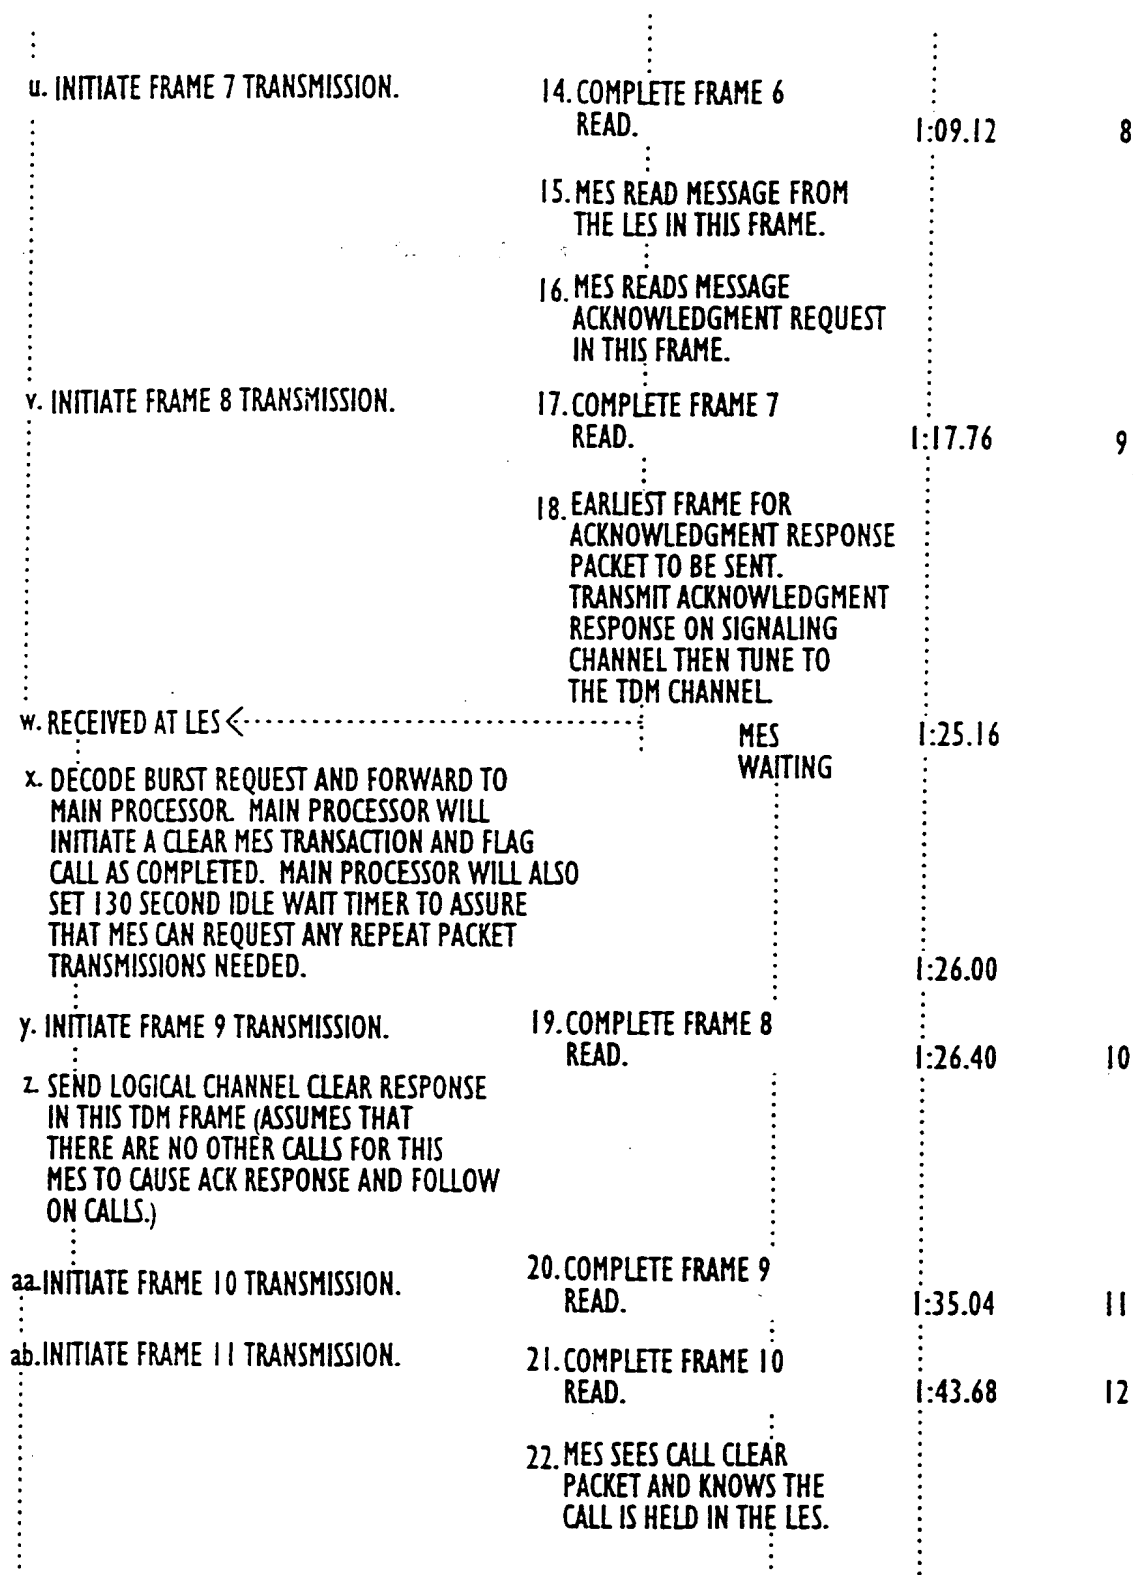 u. INITIATE FRAME 7 TRANSMISSION.
14. COMPLETE FRAME 6
READ.
1:09.12
8
15. MES READ MESSAGE FROM
THE LES IN THIS FRAME.
16. MES READS MESSAGE
ACKNOWLEDGMENT REQUEST
IN THIS FRAME.
v. INITIATE FRAME 8 TRANSMISSION.
17. COMPLETE FRAME 7
READ.
1:17.76
9
18. EARLIEST FRAME FOR
ACKNOWLEDGMENT RESPONSE
PACKET TO BE SENT.
TRANSMIT ACKNOWLEDGMENT
RESPONSE ON SIGNALING
CHANNEL THEN TUNE TO
THE TDM CHANNEL
w. RECEIVED AT LES
MES
WAITING
1:25.16
x. DECODE BURST REQUEST AND FORWARD TO
MAIN PROCESSOR. MAIN PROCESSOR WILL
INITIATE A CLEAR MES TRANSACTION AND FLAG
CALL AS COMPLETED. MAIN PROCESSOR WILL ALSO
SET 130 SECOND IDLE WAIT TIMER TO ASSURE
THAT MES CAN REQUEST ANY REPEAT PACKET
TRANSMISSIONS NEEDED.
1:26.00
y. INITIATE FRAME 9 TRANSMISSION.
19. COMPLETE FRAME 8
READ.
1:26.40
10
z. SEND LOGICAL CHANNEL CLEAR RESPONSE
IN THIS TDM FRAME (ASSUMES THAT
THERE ARE NO OTHER CALLS FOR THIS
MES TO CAUSE ACK RESPONSE AND FOLLOW
ON CALLS.)
aa. INITIATE FRAME 10 TRANSMISSION.
20. COMPLETE FRAME 9
READ.
1:35.04
11
ab. INITIATE FRAME 11 TRANSMISSION.
21. COMPLETE FRAME 10
READ.
1:43.68
12
22. MES SEES CALL CLEAR
PACKET AND KNOWS THE
CALL IS HELD IN THE LES.